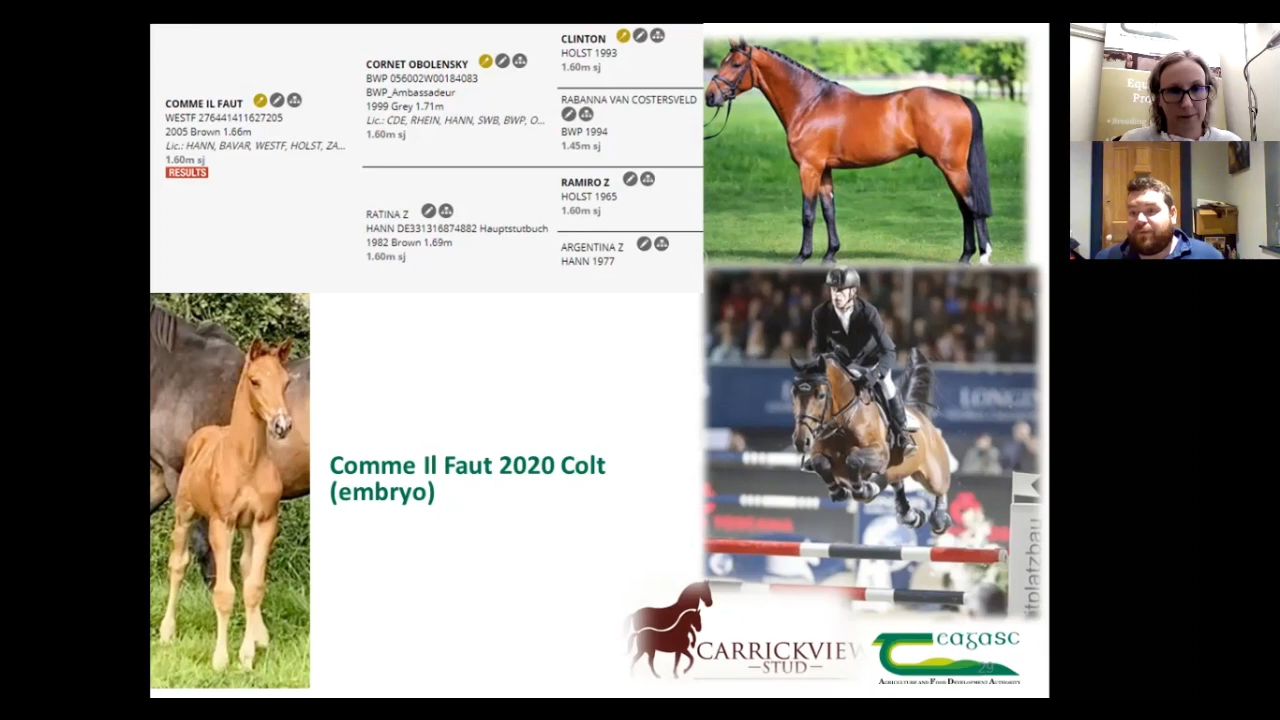 COMME IL FAUT
WESTF 276441411627205
2005 Brown 1.66m
Lic.: HANN, BAVAR, WESTF, HOLST, ZA...
1.60m sj
RESULTS
CORNET OBOLENSKY
BWP 056002W00184083
BWP_Ambassadeur
1999 Grey 1.71m
Lic.: CDE, RHEIN, HANN, SWB, BWP, O...
1.60m sj
RATINA Z
HANN DE331316874882 Hauptstutbuch
1982 Brown 1.69m
1.60m sj
CLINTON
HOLST 1993
1.60m sj
RABANNA VAN COSTERSVELD
BWP 1994
1.45m sj
RAMIRO Z
HOLST 1965
1.60m sj
ARGENTINA Z
HANN 1977
Comme Il Faut 2020 Colt
(embryo)
CARRICKVIEW
STUD
teagasc
AGRICULTURE AND FOOD DEVELOPMENT AUTHORITY
29